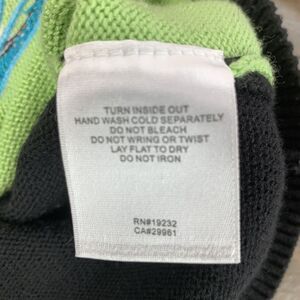 TURN INSIDE OUT
HAND WASH COLD SEPARATELY
DO NOT BLEACH
DO NOT WRING OR TWIST
LAY FLAT TO DRY
DO NOT IRON
RN#19232
CA#29961